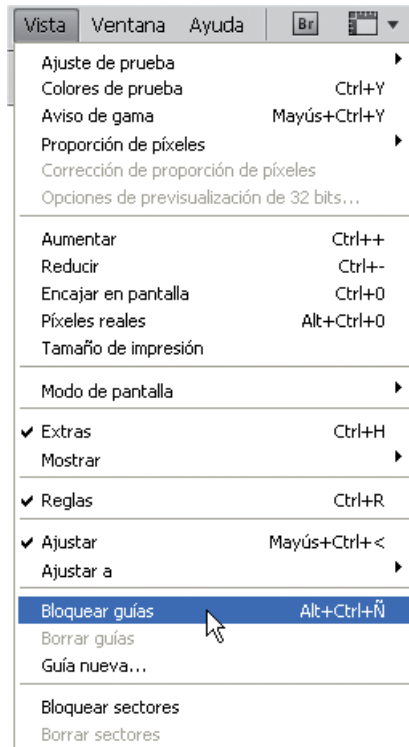 Vista Ventana Ayuda Br
Ajuste de prueba
Colores de prueba Ctrl+Y
Aviso de gama Mayús+Ctrl+Y
Proporción de píxeles
Corrección de proporción de píxeles
Opciones de previsualización de 32 bits...
Aumentar Ctrl++
Reducir Ctrl+-
Encajar en pantalla Ctrl+0
Píxeles reales Alt+Ctrl+0
Tamaño de impresión
Modo de pantalla
Extras Ctrl+H
Mostrar
Reglas Ctrl+R
Ajustar Mayús+Ctrl+<
Ajustar a
Bloquear guías Alt+Ctrl+Ñ
Borrar guías
Guía nueva...
Bloquear sectores
Borrar sectores